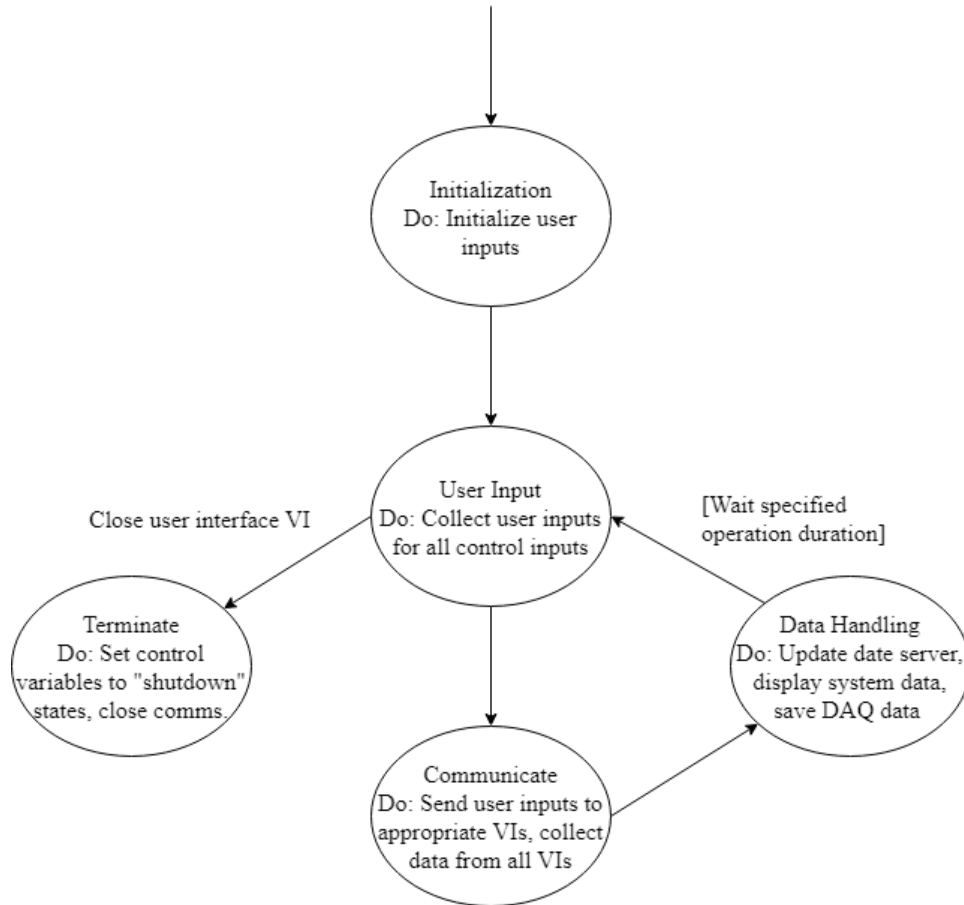 Initialization
Do: Initialize user
inputs
User Input
Do: Collect user inputs
for all control inputs
Close user interface VI
[Wait specified
operation duration]
Terminate
Do: Set control
variables to "shutdown"
states, close comms.
Data Handling
Do: Update date server,
display system data,
save DAQ data
Communicate
Do: Send user inputs to
appropriate VIs, collect
data from all VIs